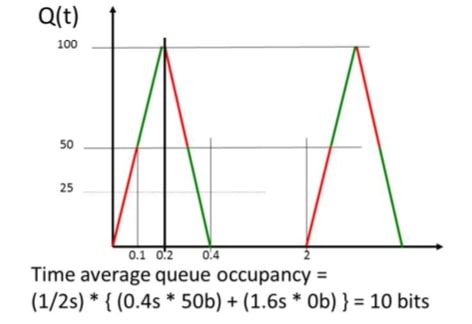 Q(t)
100
50
25
0.1 0.2 0.4 2
Time average queue occupancy =
(1/2s) * { (0.4s * 50b) + (1.6s * 0b) } = 10 bits